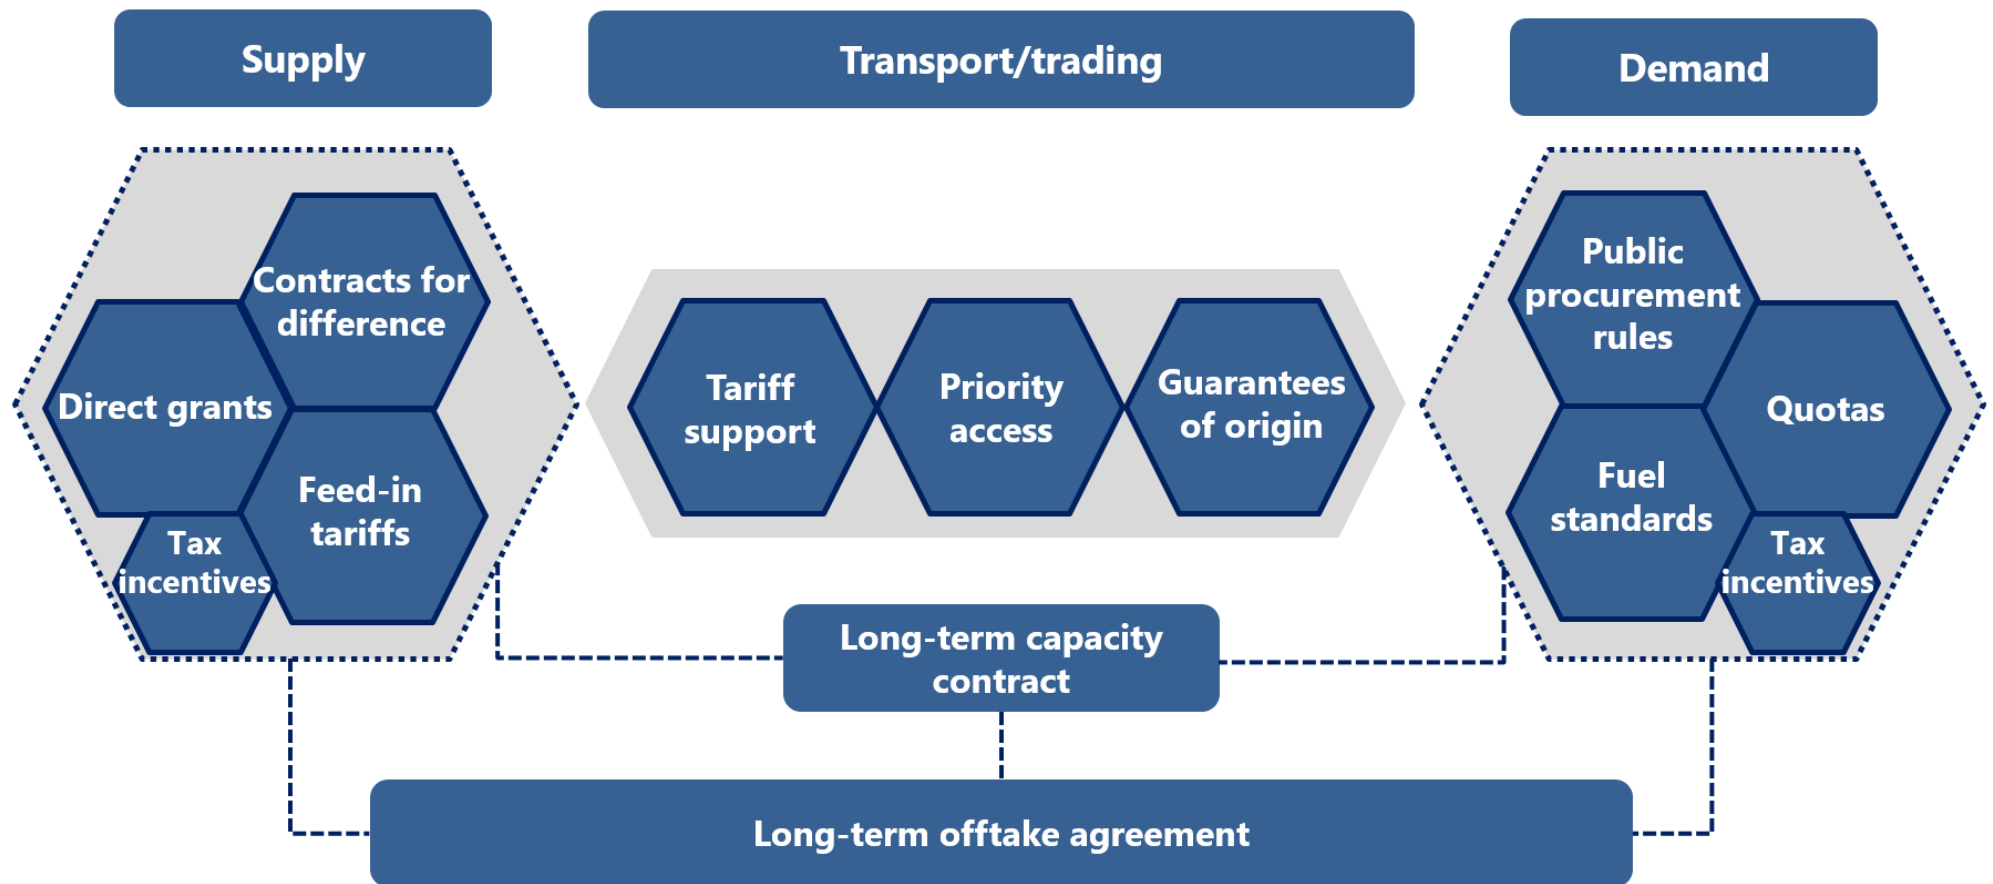 Supply
Transport/trading
Demand
Contracts for
difference
Direct grants
Feed-in
tariffs
Tax
incentives
Tariff
support
Priority
access
Guarantees
of origin
Public
procurement
rules
Quotas
Fuel
standards
Tax
incentives
Long-term capacity
contract
Long-term offtake agreement